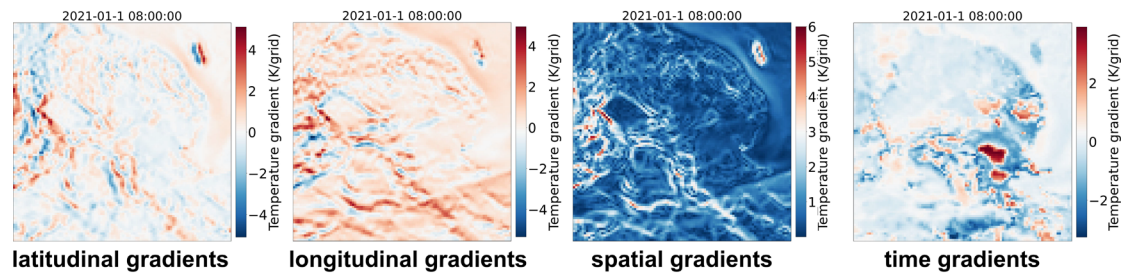 2021-01-1 08:00:00
4
2
0
−2
−4
Temperature gradient (K/grid)
latitudinal gradients
2021-01-1 08:00:00
4
2
0
−2
−4
Temperature gradient (K/grid)
longitudinal gradients
2021-01-1 08:00:00
6
5
4
3
2
1
Temperature gradient (K/grid)
spatial gradients
2021-01-1 08:00:00
2
0
−2
Temperature gradient (K/grid)
time gradients